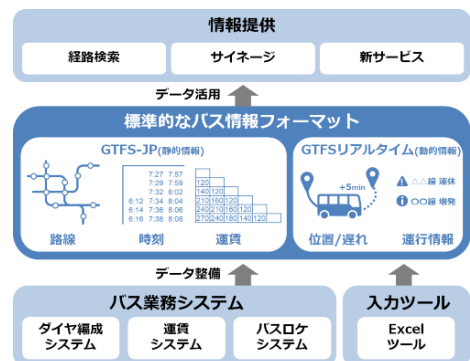 情報提供
経路検索
サイネージ
新サービス
データ活用
標準的なバス情報フォーマット
GTFS-JP(静的情報)
7:27 7:57
7:29 7:59
7:32 8:02
6:12 7:34 8:04
6:14 7:36 8:06
6:16 7:38 8:08
120
140 120
210 160 120
240 210 160 120
270 240 180 140 120
路線
時刻
運賃
GTFSリアルタイム(動的情報)
+5min
△△線 運休
〇〇線 増発
位置/遅れ
運行情報
データ整備
バス業務システム
ダイヤ編成
システム
運賃
システム
バスロケ
システム
入力ツール
Excel
ツール